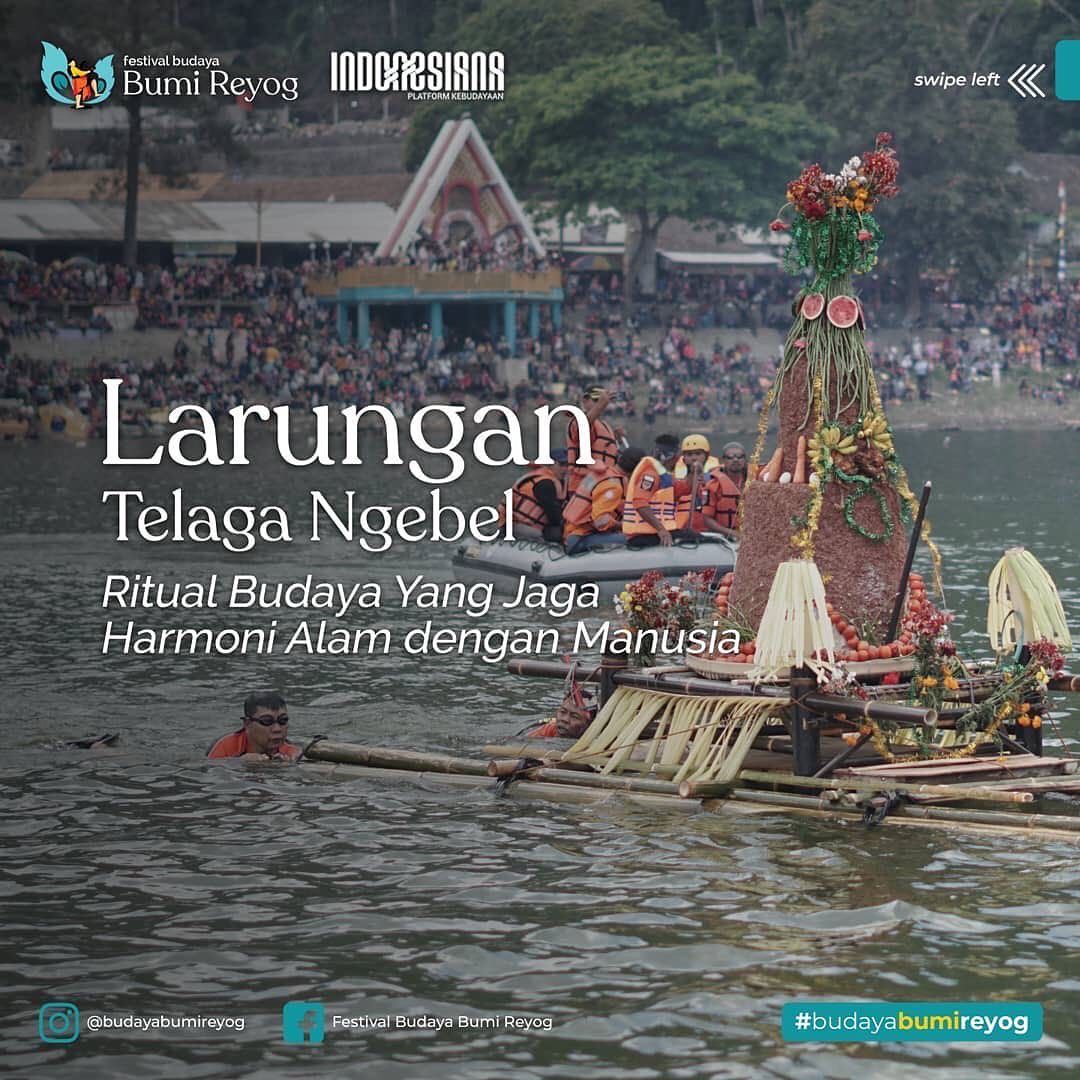 festival budaya
Bumi Reyog
INDONESIANA
PLATFORM KEBUDAYAAN
swipe left
Larungan
Telaga Ngebel
Ritual Budaya Yang Jaga
Harmoni Alam dengan Manusia
@budayabumireyog
Festival Budaya Bumi Reyog
#budayabumireyog